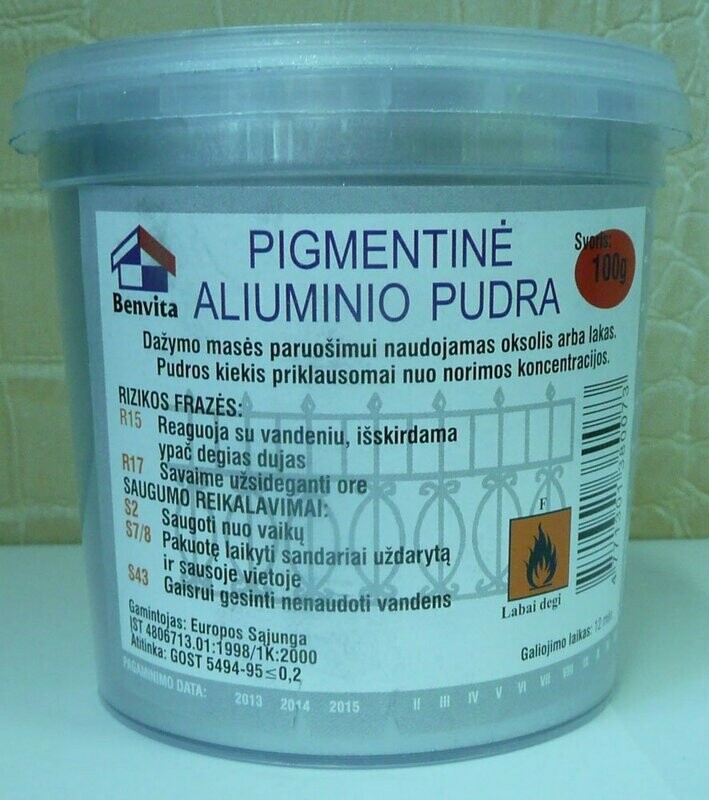 Benvita
PIGMENTINĖ
ALIUMINIO PUDRA
Svoris:
100g
Dažymo masės paruošimui naudojamas oksolis arba lakas.
Pudros kiekis priklausomai nuo norimos koncentracijos.
RIZIKOS FRAZĖS:
R15 Reaguoja su vandeniu, išskirdama
ypač degias dujas
R17 Savaime užsideganti ore
SAUGUMO REIKALAVIMAI:
S2 Saugoti nuo vaikų
S7/8 Pakuotę laikyti sandariai uždarytą
ir sausoje vietoje
S43 Gaisrui gesinti nenaudoti vandens
F
Labai degi
Gamintojas: Europos Sąjunga
IST 4806713.01:1998/1K:2000
Atitinka: GOST 5494-95≤0,2
Galiojimo laikas: 12
PAGAMINIMO DATA: 2013 2014 2015 II III IV V VI VII VIII IX